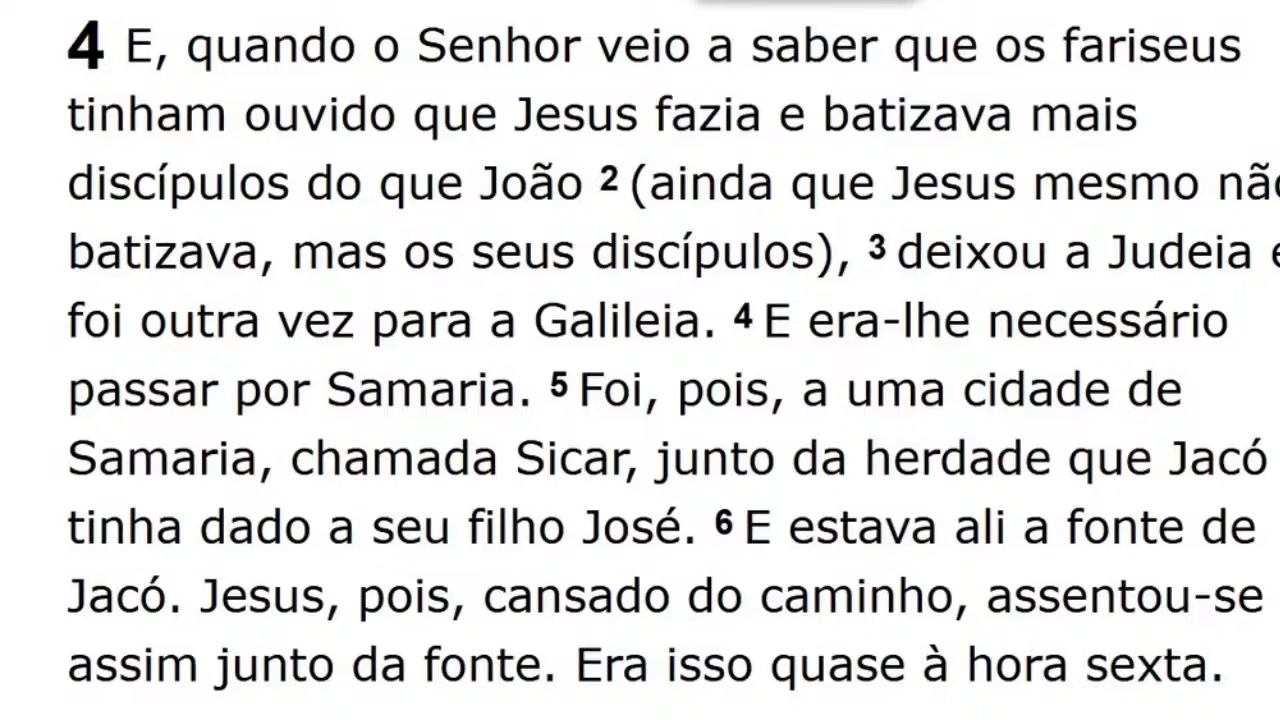 4 E, quando o Senhor veio a saber que os fariseus
tinham ouvido que Jesus fazia e batizava mais
discípulos do que João 2 (ainda que Jesus mesmo não
batizava, mas os seus discípulos), 3 deixou a Judeia e
foi outra vez para a Galileia. 4 E era-lhe necessário
passar por Samaria. 5 Foi, pois, a uma cidade de
Samaria, chamada Sicar, junto da herdade que Jacó
tinha dado a seu filho José. 6 E estava ali a fonte de
Jacó. Jesus, pois, cansado do caminho, assentou-se
assim junto da fonte. Era isso quase à hora sexta.